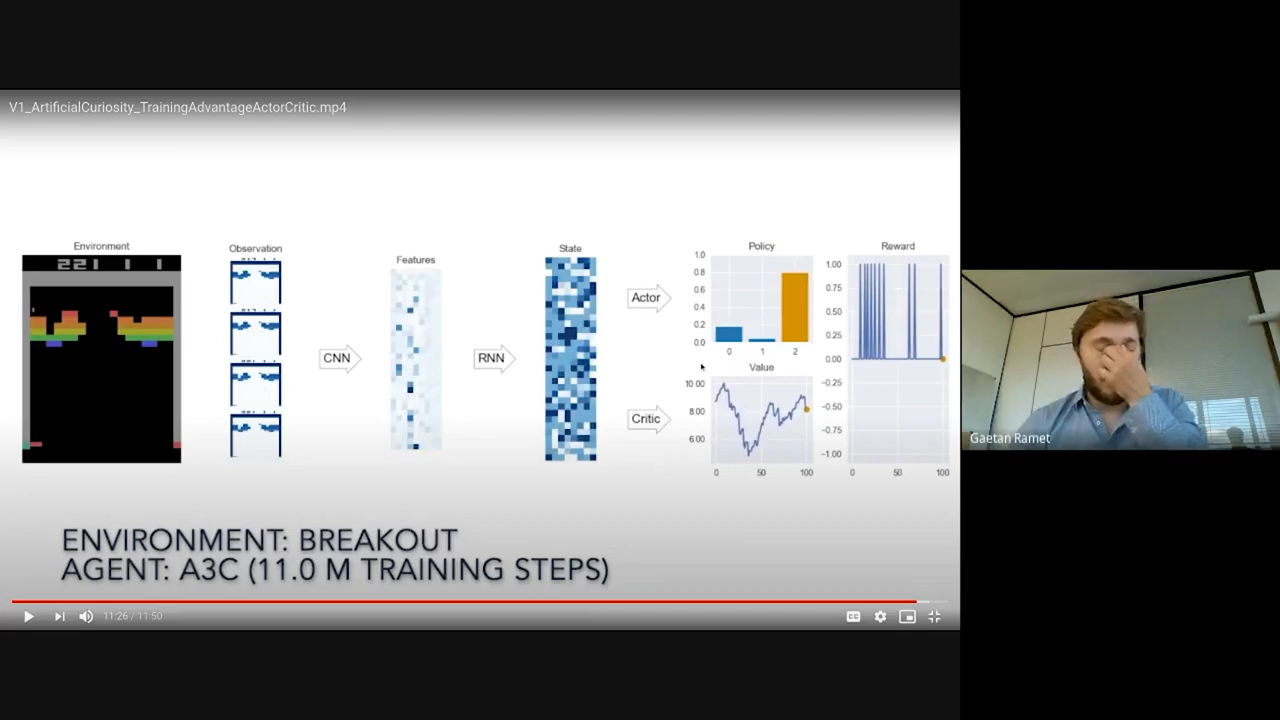 V1_ArtificialCuriosity_TrainingAdvantageActorCritic.mp4
Environment
221 1 1
Observation
Features
State
CNN
RNN
Actor
Critic
Policy
1.0
0.8
0.6
0.4
0.2
0.0
0 1 2
Value
10.00
8.00
6.00
0 50 100
Reward
1.00
0.75
0.50
0.25
0.00
−0.25
−0.50
−0.75
−1.00
0 50 100
ENVIRONMENT: BREAKOUT
AGENT: A3C (11.0 M TRAINING STEPS)
11:26 / 11:50
CC
Gaetan Ramet